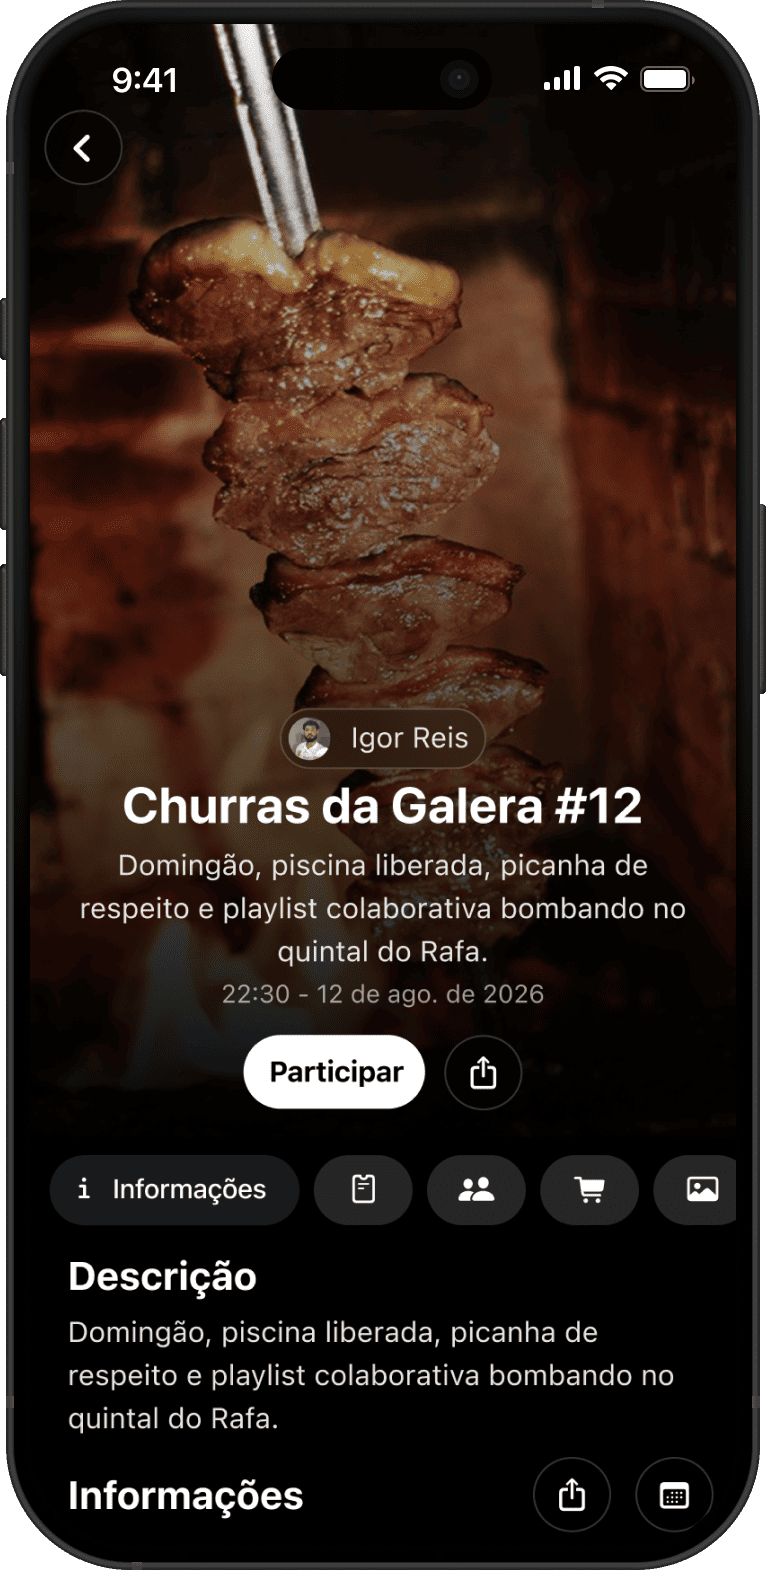 9:41
Igor Reis
Churras da Galera #12
Domingão, piscina liberada, picanha de
respeito e playlist colaborativa bombando no
quintal do Rafa.
22:30 - 12 de ago. de 2026
Participar
Informações
Descrição
Domingão, piscina liberada, picanha de
respeito e playlist colaborativa bombando no
quintal do Rafa.
Informações